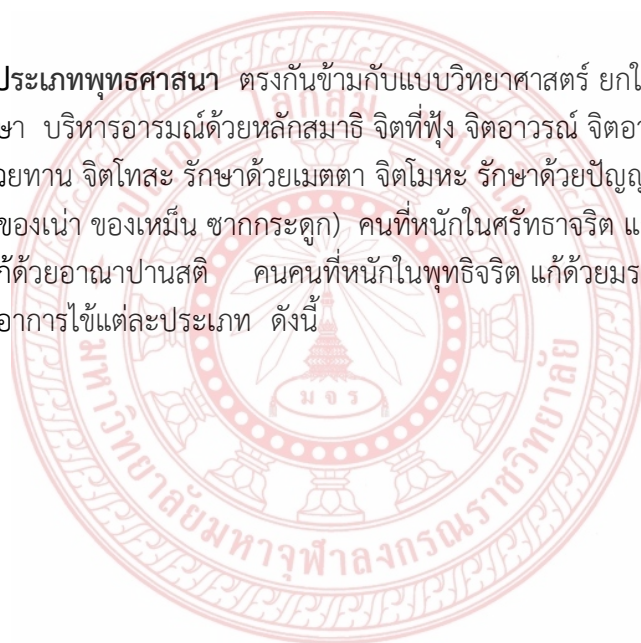 ประเภทพุทธศาสนา ตรงกันข้ามกับแบบวิทยาศาสตร์ ยกใ
ษา บริหารอารมณ์ด้วยหลักสมาธิ จิตที่ฟุ้ง จิตอาวรณ์ จิตอา
วยทาน จิตโทสะ รักษาด้วยเมตตา จิตโมหะ รักษาด้วยปัญญ
ของเน่า ของเหม็น ซากกระดูก) คนที่หนักในศรัทธาจริต แ
ก้ด้วยอาณาปานสติ คนคนที่หนักในพุทธิจริต แก้ด้วยมร
อาการไข้แต่ละประเภท ดังนี้
ม จ ร
มหาวิทยาลัยมหาจุฬาลงกรณราชวิทยาลัย